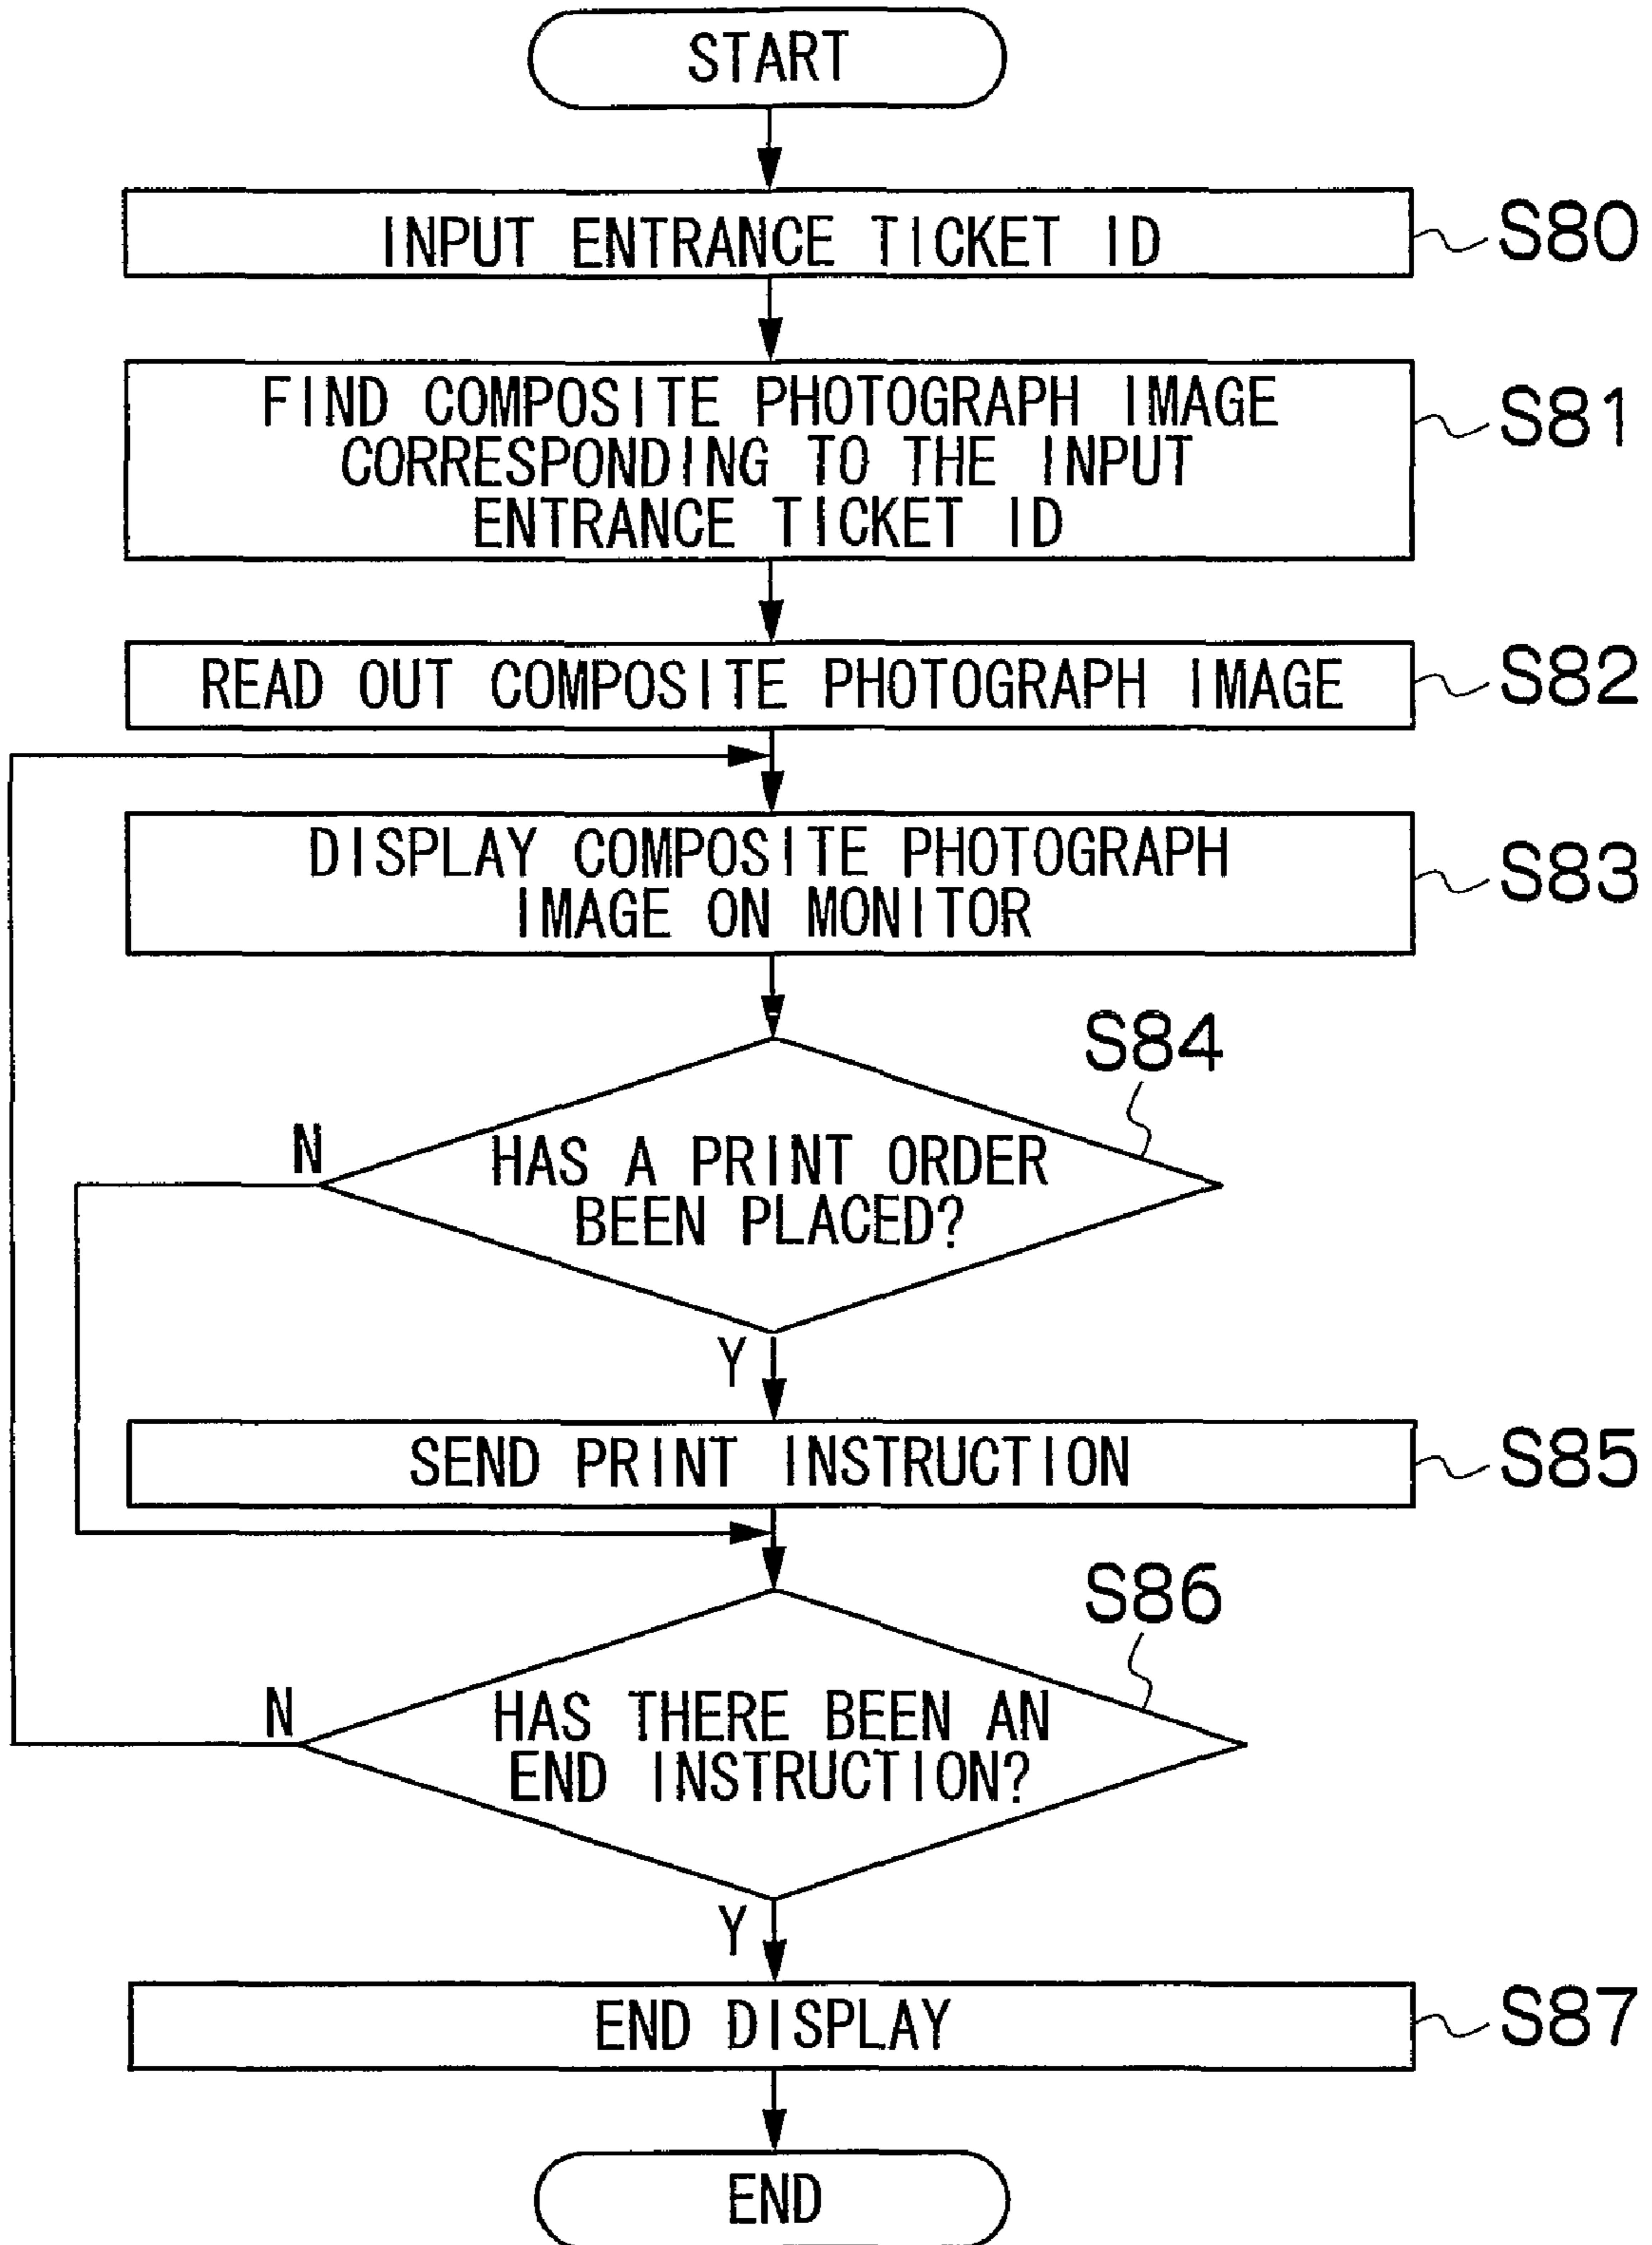 START
INPUT ENTRANCE TICKET ID
S80
FIND COMPOSITE PHOTOGRAPH IMAGE
CORRESPONDING TO THE INPUT
ENTRANCE TICKET ID
S81
READ OUT COMPOSITE PHOTOGRAPH IMAGE
S82
DISPLAY COMPOSITE PHOTOGRAPH
IMAGE ON MONITOR
S83
S84
N
HAS A PRINT ORDER
BEEN PLACED?
Y
SEND PRINT INSTRUCTION
S85
S86
N
HAS THERE BEEN AN
END INSTRUCTION?
Y
END DISPLAY
S87
END